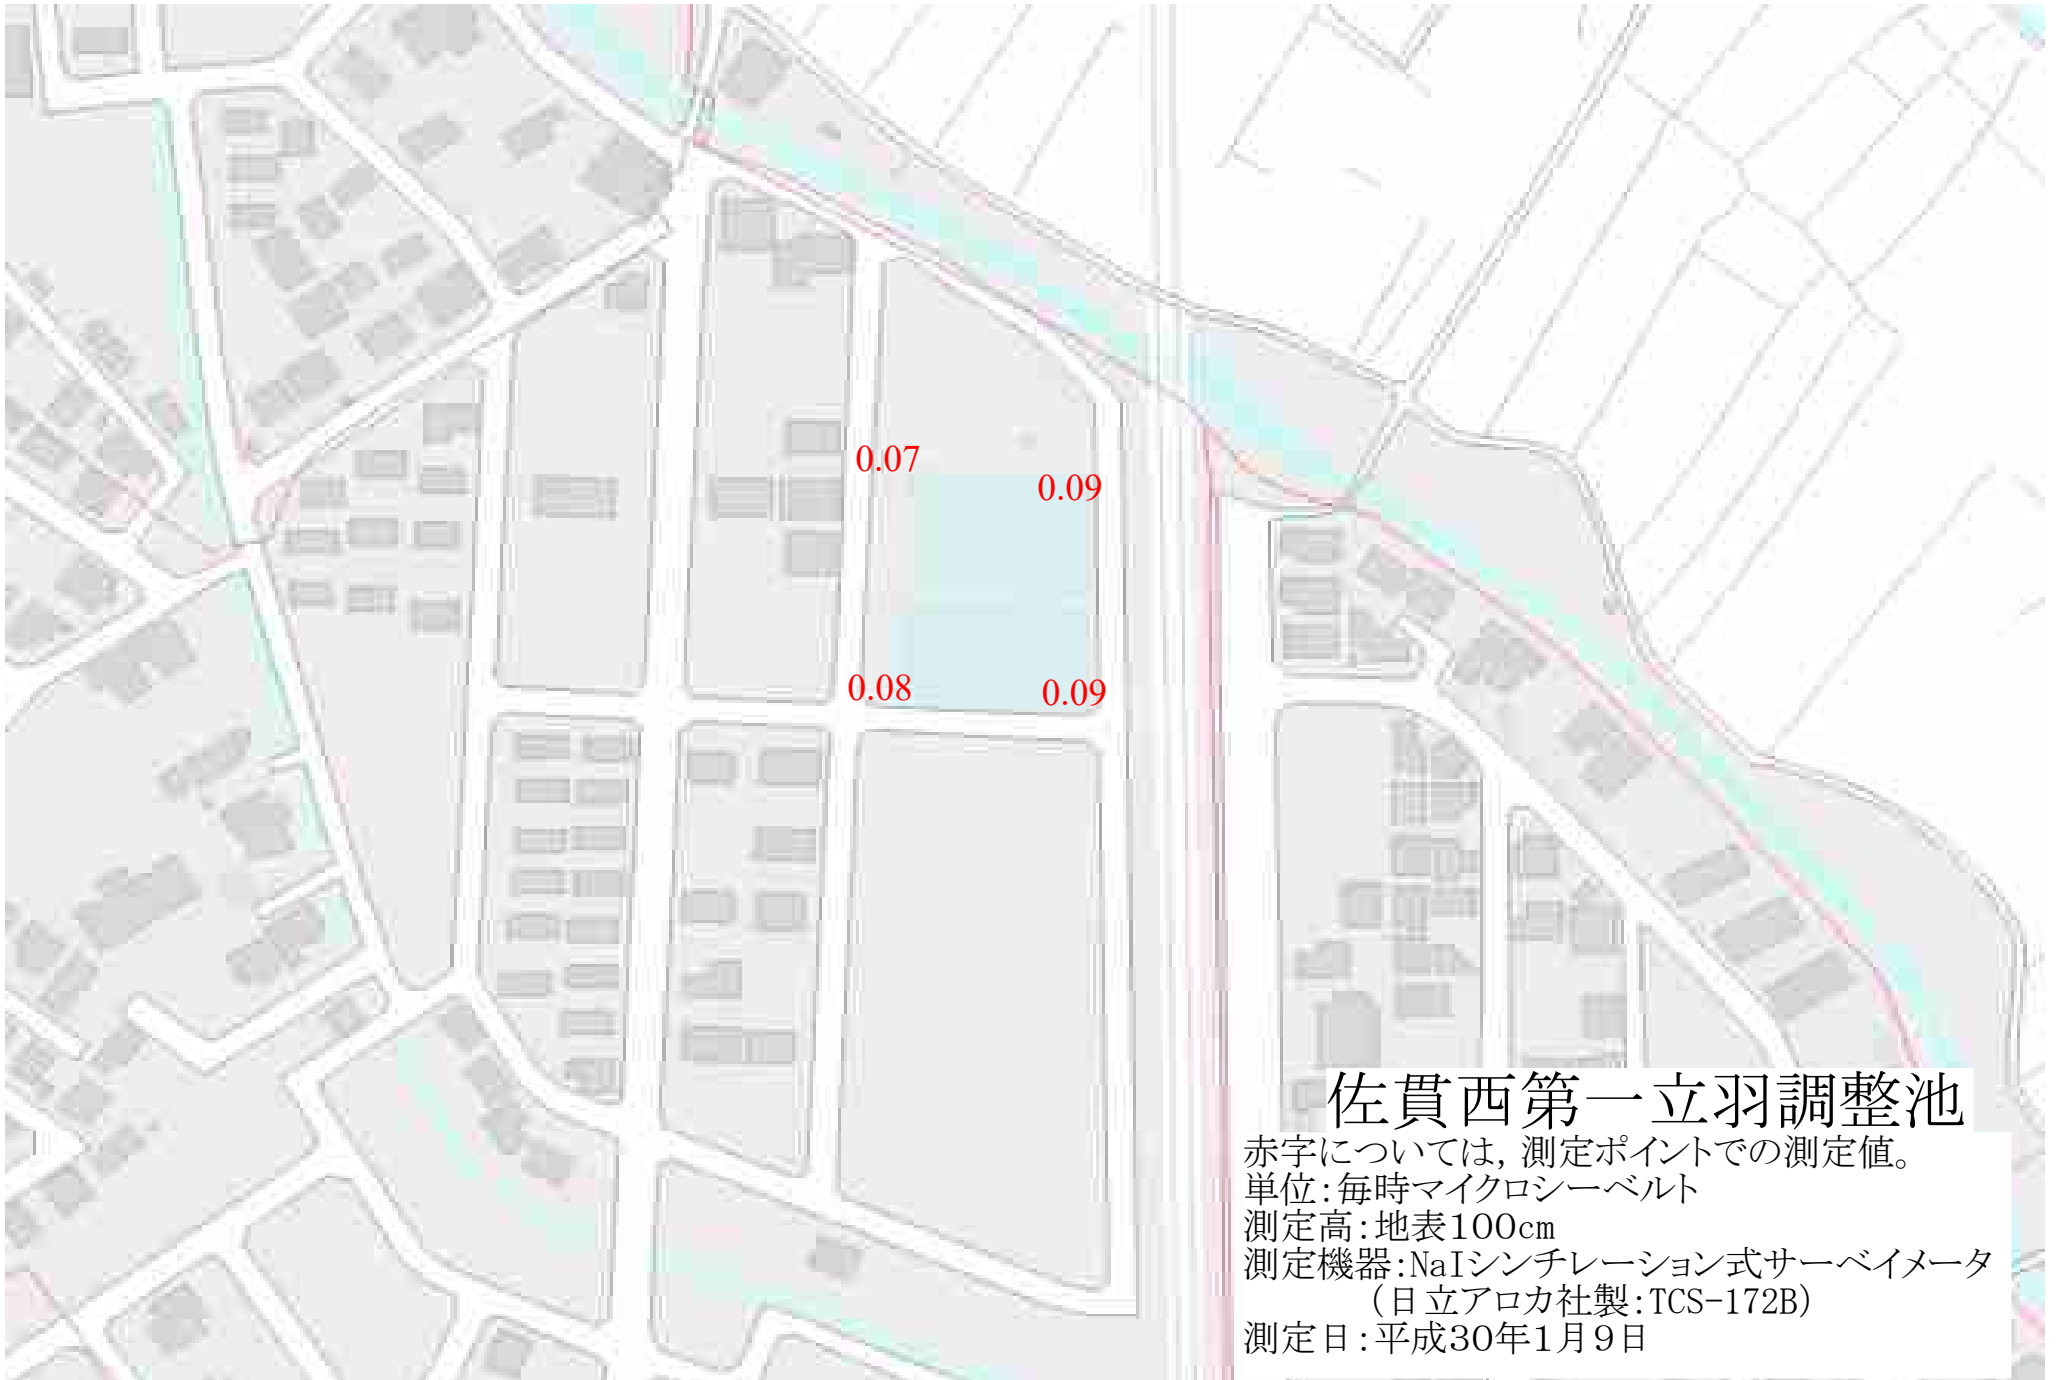 0.07
0.09
0.08
0.09
佐貫西第一立羽調整池
赤字については，測定ポイントでの測定値。
単位：毎時マイクロシーベルト
測定高：地表100cm
測定機器：NaIシンチレーション式サーベイメータ
（日立アロカ社製：TCS-172B）
測定日：平成30年1月9日